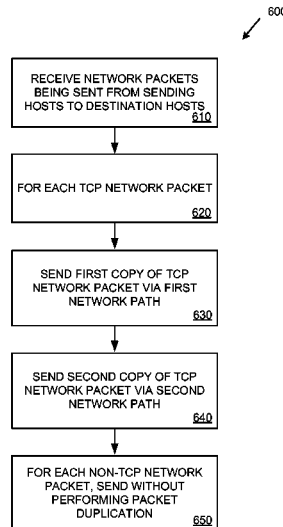 600
RECEIVE NETWORK PACKETS
BEING SENT FROM SENDING
HOSTS TO DESTINATION HOSTS
610
FOR EACH TCP NETWORK PACKET
620
SEND FIRST COPY OF TCP
NETWORK PACKET VIA FIRST
NETWORK PATH
630
SEND SECOND COPY OF TCP
NETWORK PACKET VIA SECOND
NETWORK PATH
640
FOR EACH NON-TCP NETWORK
PACKET, SEND WITHOUT
PERFORMING PACKET
DUPLICATION
650